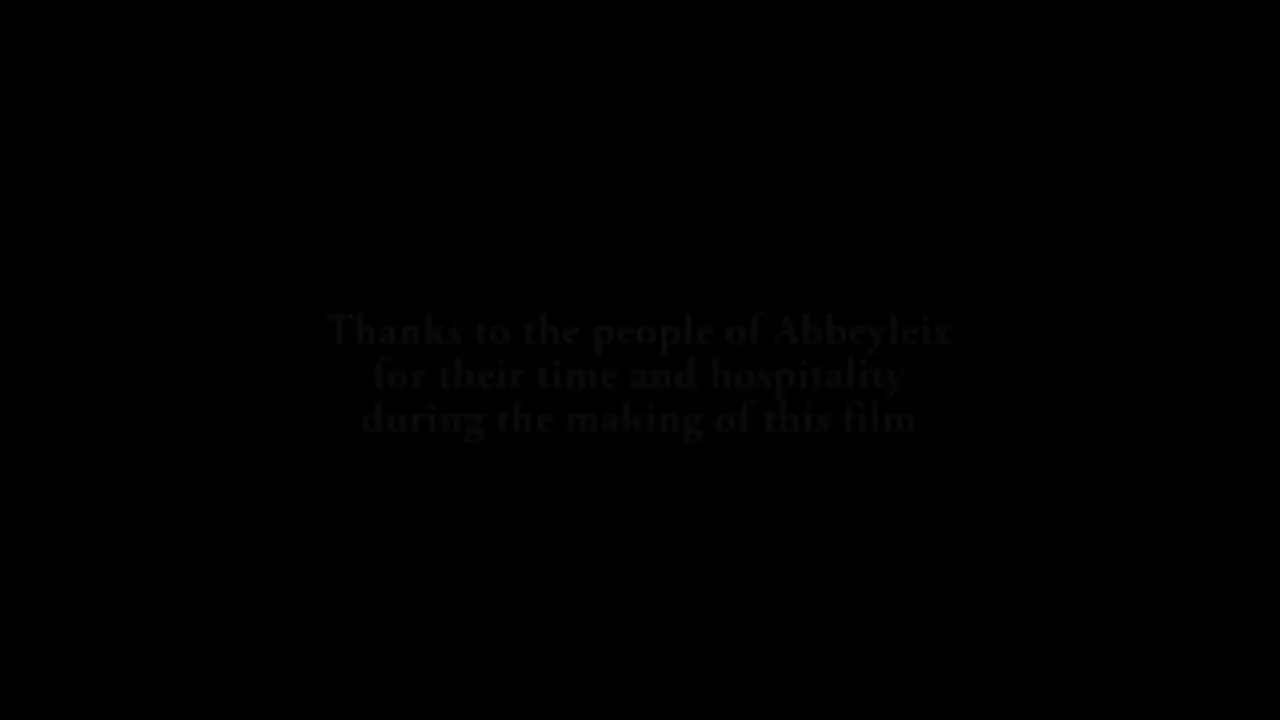 Thanks to the people of Abbeyleix
for their time and hospitality
during the making of this film